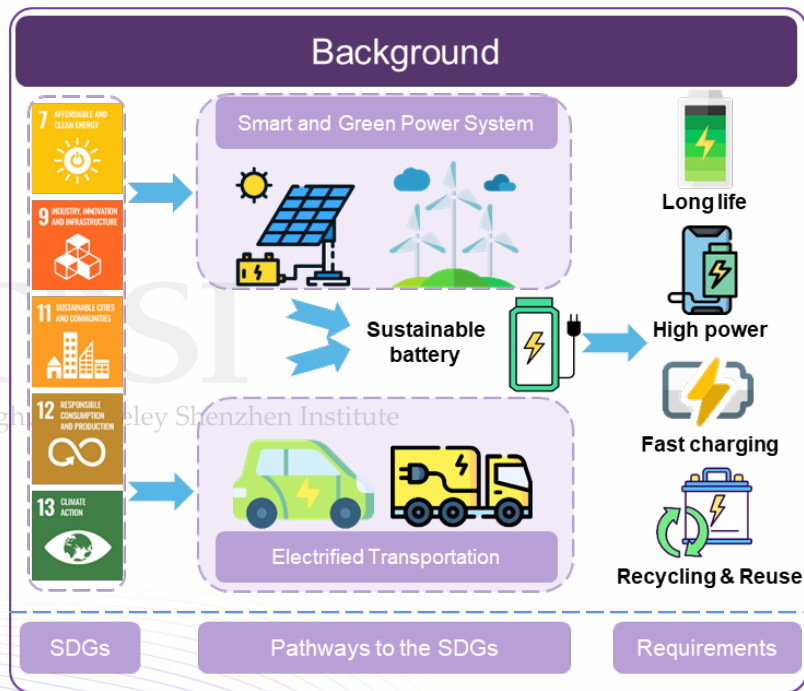 Background
7 AFFORDABLE AND
CLEAN ENERGY
9 INDUSTRY, INNOVATION
AND INFRASTRUCTURE
11 SUSTAINABLE CITIES
AND COMMUNITIES
12 RESPONSIBLE
CONSUMPTION
AND PRODUCTION
13 CLIMATE
ACTION
Smart and Green Power System
Sustainable
battery
Shenzhen Institute
Electrified Transportation
Long life
High power
Fast charging
Recycling & Reuse
SDGs
Pathways to the SDGs
Requirements